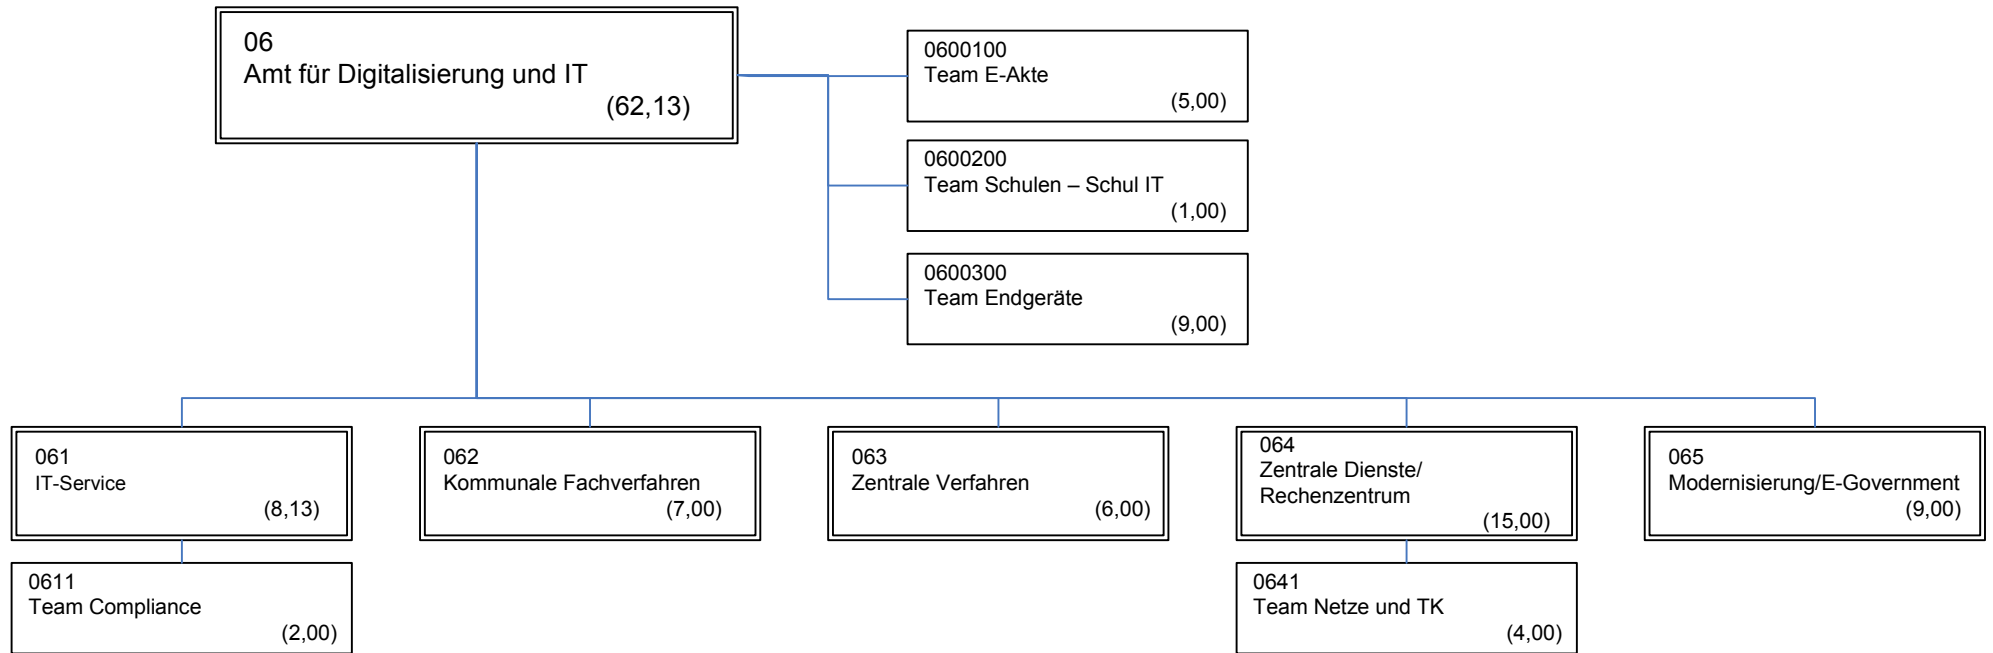 06
Amt für Digitalisierung und IT
(62,13)
0600100
Team E-Akte
(5,00)
0600200
Team Schulen – Schul IT
(1,00)
0600300
Team Endgeräte
(9,00)
061
IT-Service
(8,13)
062
Kommunale Fachverfahren
(7,00)
063
Zentrale Verfahren
(6,00)
064
Zentrale Dienste/
Rechenzentrum
(15,00)
065
Modernisierung/E-Government
(9,00)
0611
Team Compliance
(2,00)
0641
Team Netze und TK
(4,00)